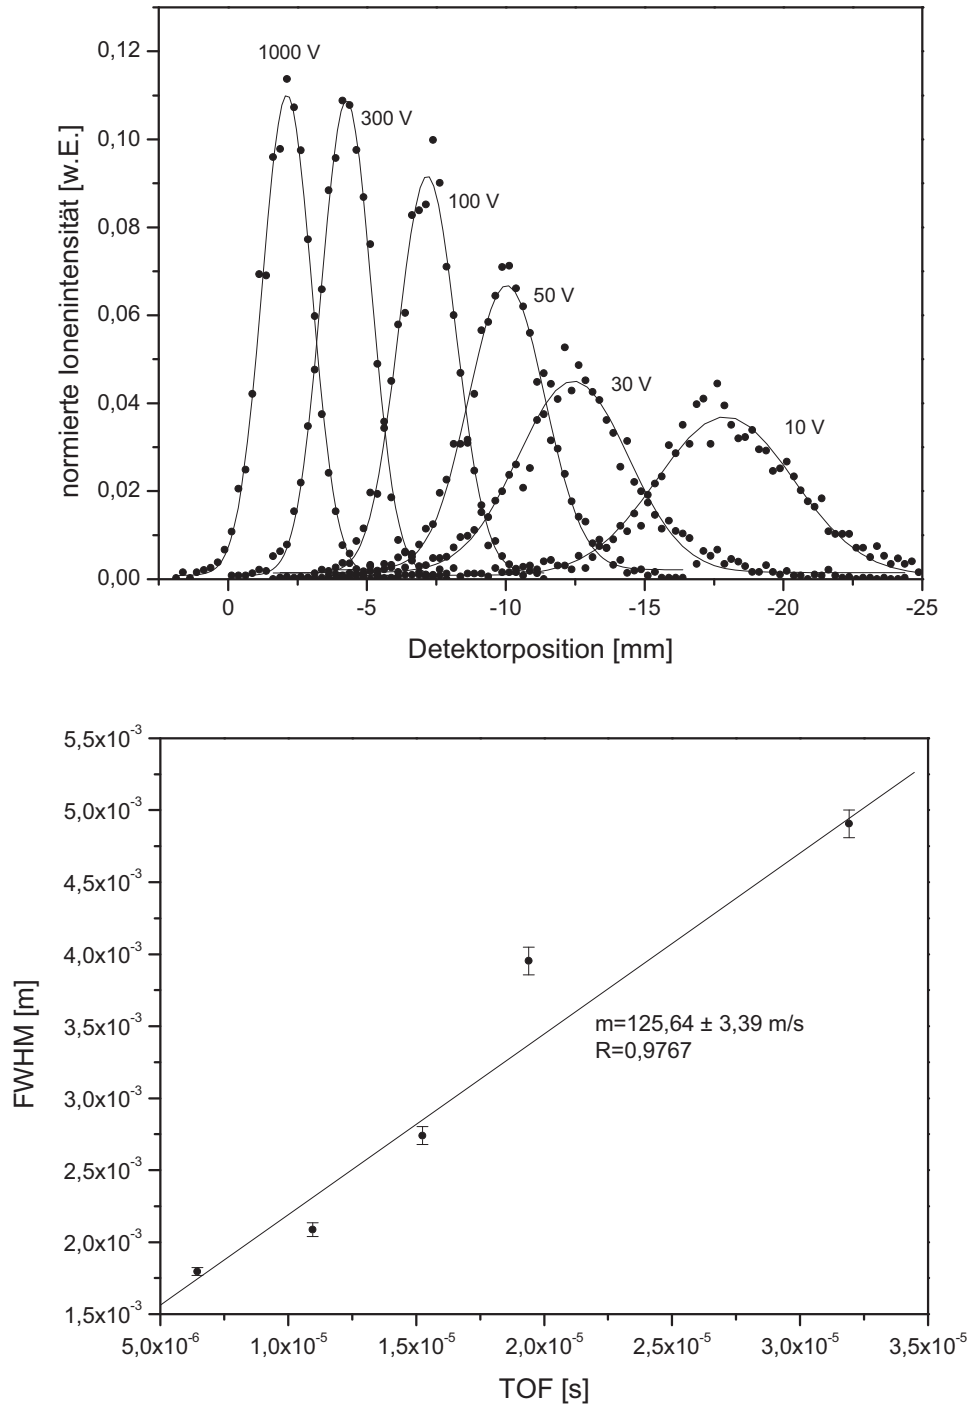 0,12
0,10
0,08
0,06
0,04
0,02
0,00
normierte Ionenintensität [w.E.]
1000 V
300 V
100 V
50 V
30 V
10 V
0
-5
-10
-15
-20
-25
Detektorposition [mm]
5,5x10⁻³
5,0x10⁻³
4,5x10⁻³
4,0x10⁻³
3,5x10⁻³
3,0x10⁻³
2,5x10⁻³
2,0x10⁻³
1,5x10⁻³
FWHM [m]
m=125,64 ± 3,39 m/s
R=0,9767
5,0x10⁻⁶
1,0x10⁻⁵
1,5x10⁻⁵
2,0x10⁻⁵
2,5x10⁻⁵
3,0x10⁻⁵
3,5x10⁻⁵
TOF [s]